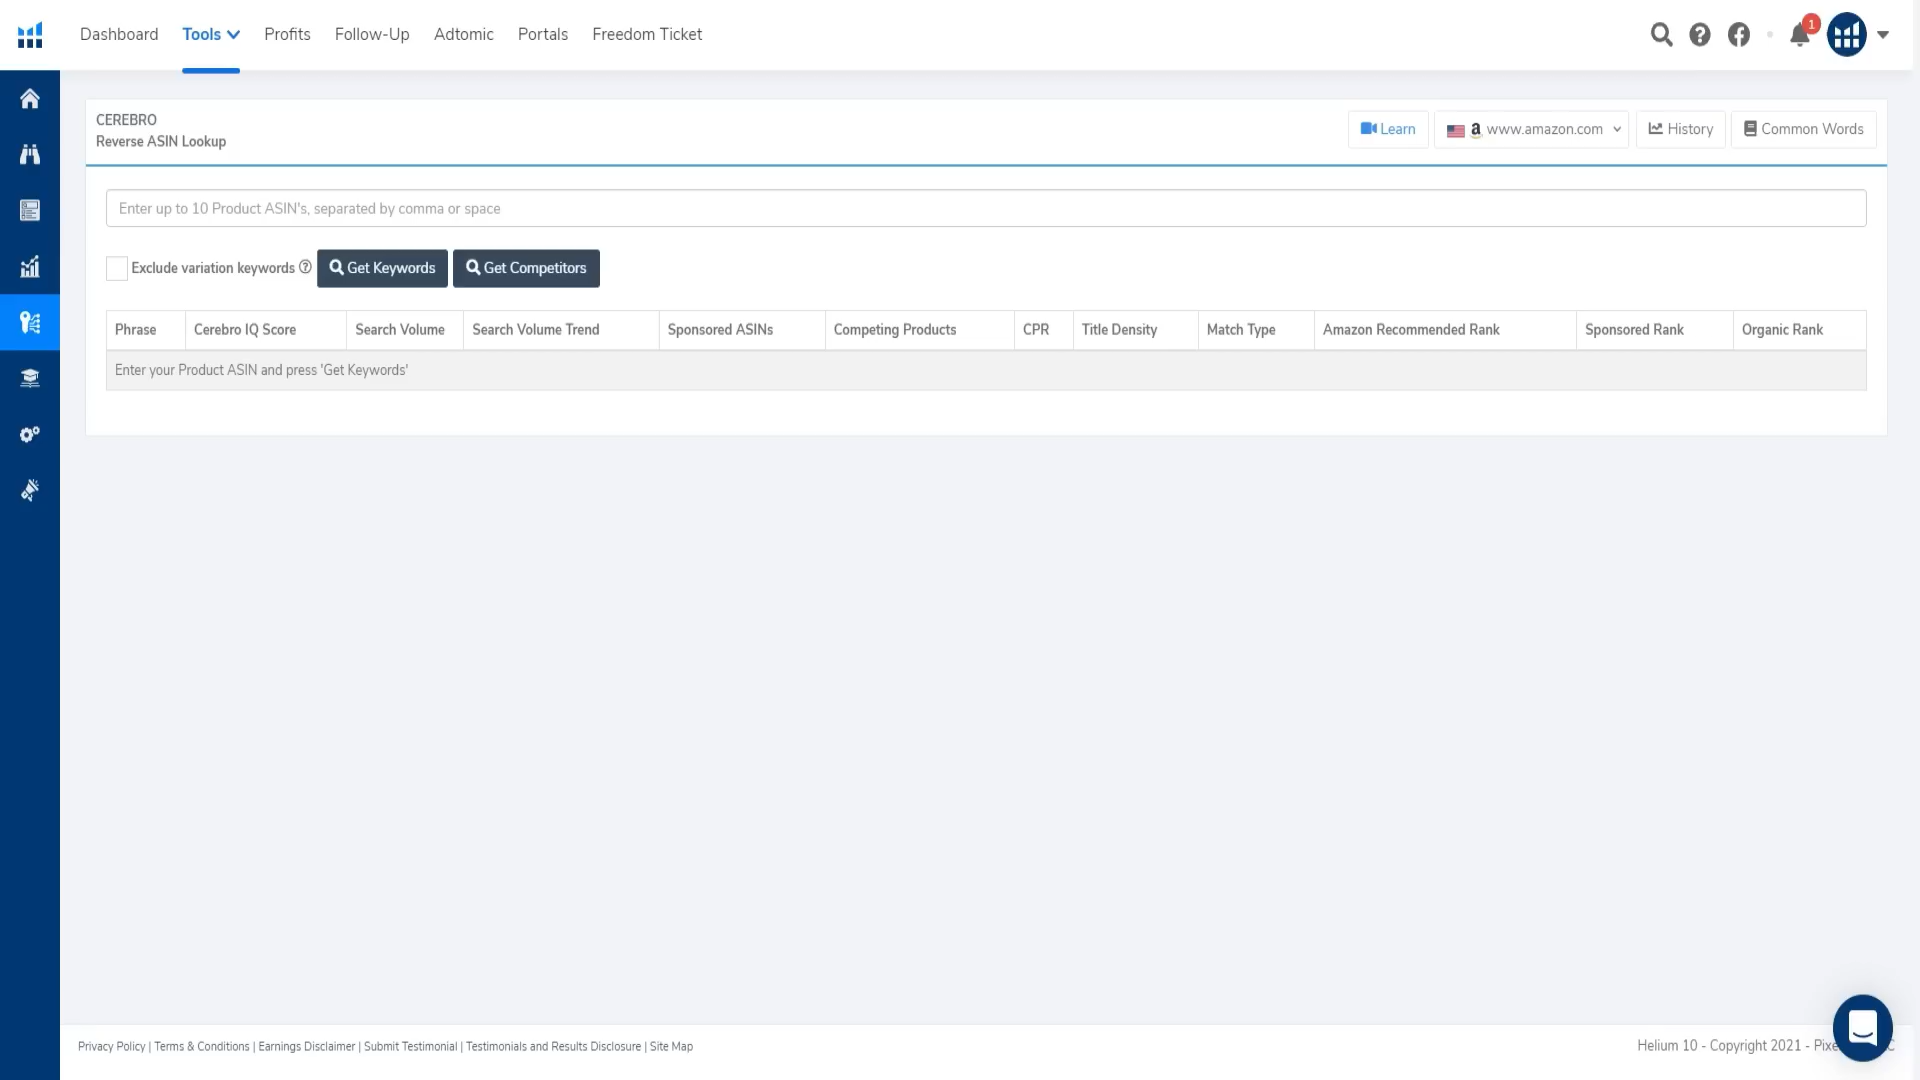 Dashboard Tools Profits Follow-Up Adtomic Portals Freedom Ticket
1
CEREBRO
Reverse ASIN Lookup
Learn
a www.amazon.com
History
Common Words
Enter up to 10 Product ASIN's, separated by comma or space
Exclude variation keywords
Get Keywords
Get Competitors
Phrase Cerebro IQ Score Search Volume Search Volume Trend Sponsored ASINs Competing Products CPR Title Density Match Type Amazon Recommended Rank Sponsored Rank Organic Rank
Enter your Product ASIN and press 'Get Keywords'
Privacy Policy | Terms & Conditions | Earnings Disclaimer | Submit Testimonial | Testimonials and Results Disclosure | Site Map
Helium 10 - Copyright 2021 -